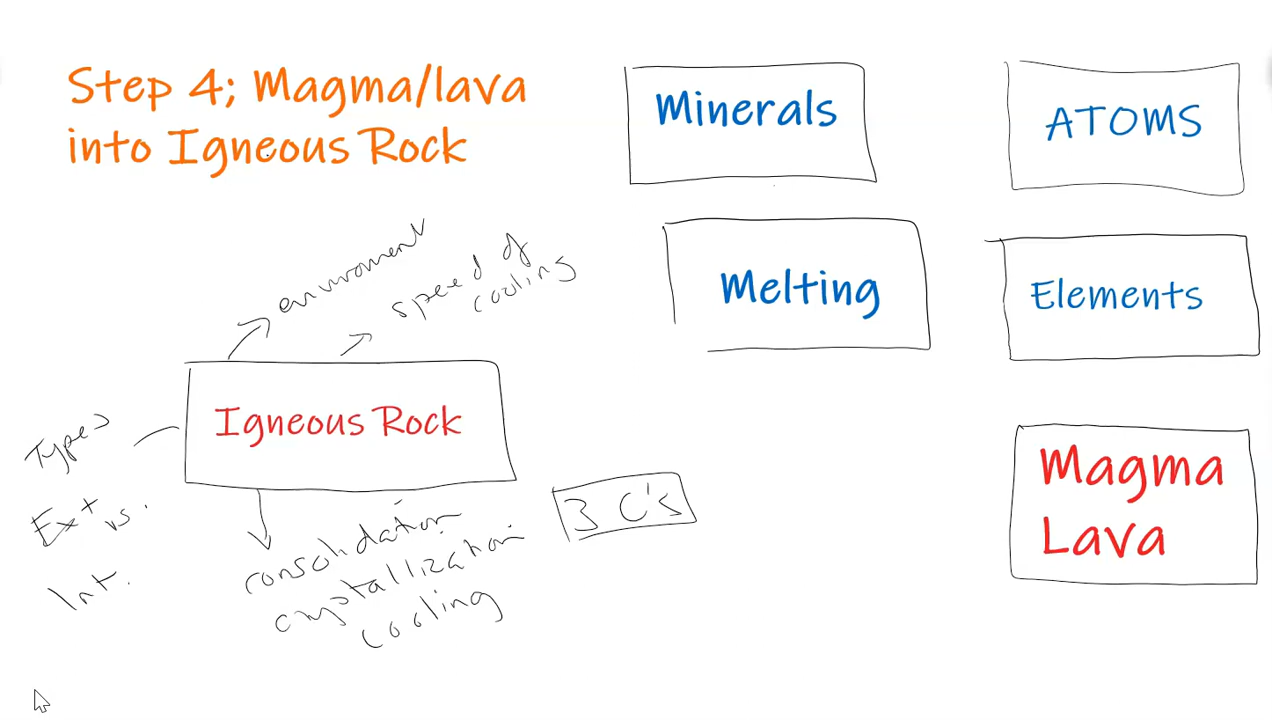 Step 4; Magma/lava
into Igneous Rock
Minerals
ATOMS
Melting
Elements
enviroment
speed of
cooling
Igneous Rock
Types
Ext vs.
Int.
consolidation
crystallization
cooling
3 C's
Magma
Lava